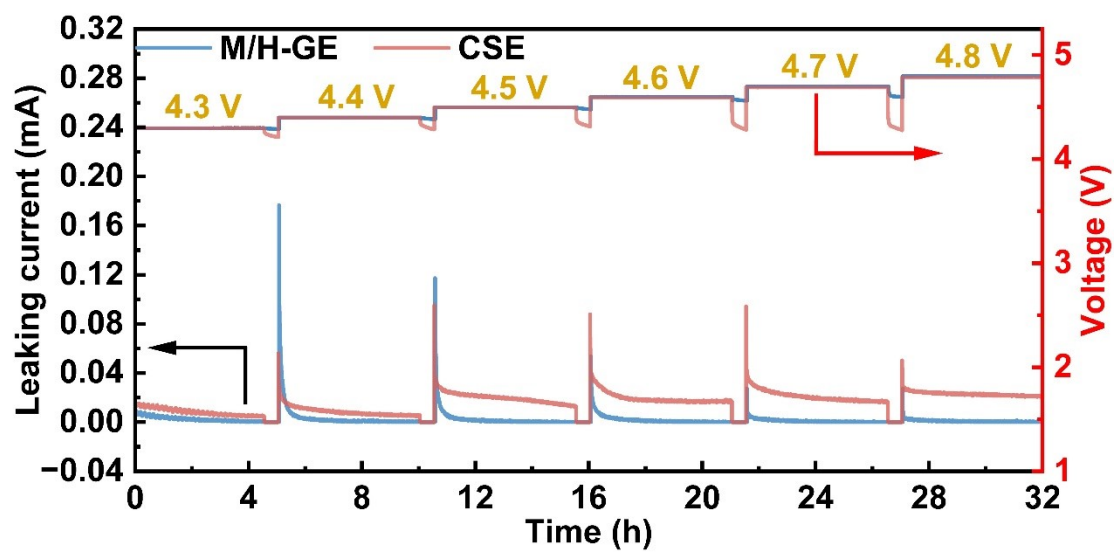 M/H-GE CSE
4.3 V 4.4 V 4.5 V 4.6 V 4.7 V 4.8 V
Leaking current (mA)
0.32
0.28
0.24
0.20
0.16
0.12
0.08
0.04
0.00
−0.04
Voltage (V)
5
4
3
2
1
0 4 8 12 16 20 24 28 32
Time (h)